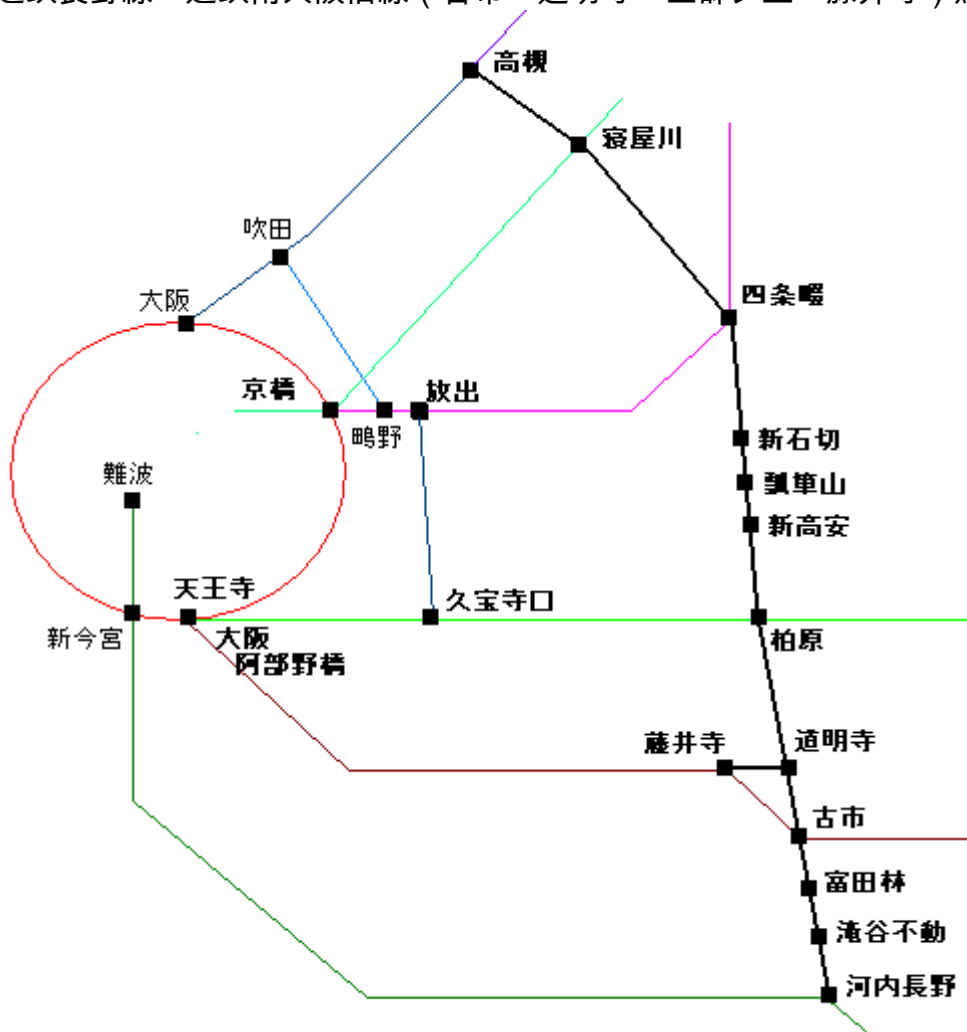 高槻
寝屋川
吹田
四条畷
大阪
京橋
放出
鴫野
新石切
難波
瓢箪山
新高安
天王寺
久宝寺口
新今宮
大阪
阿部野橋
柏原
藤井寺
道明寺
古市
富田林
滝谷不動
河内長野